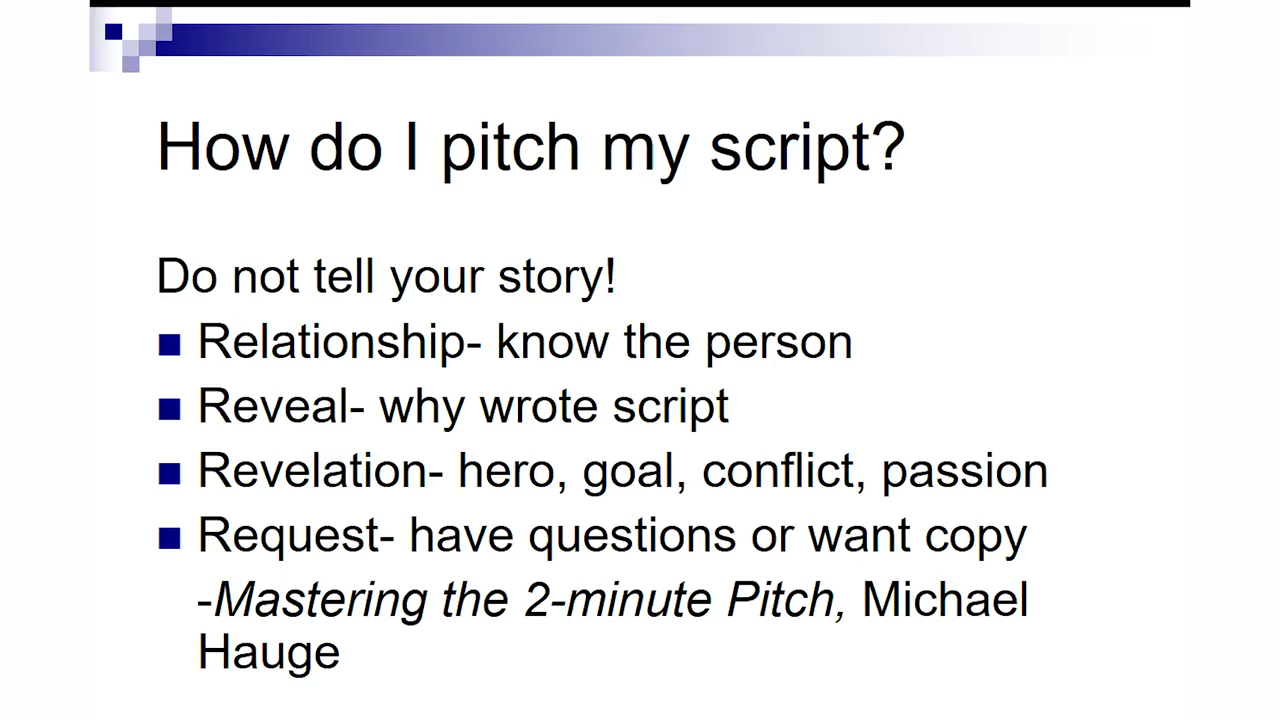 How do I pitch my script?
Do not tell your story!
Relationship- know the person
Reveal- why wrote script
Revelation- hero, goal, conflict, passion
Request- have questions or want copy
-Mastering the 2-minute Pitch, Michael
Hauge